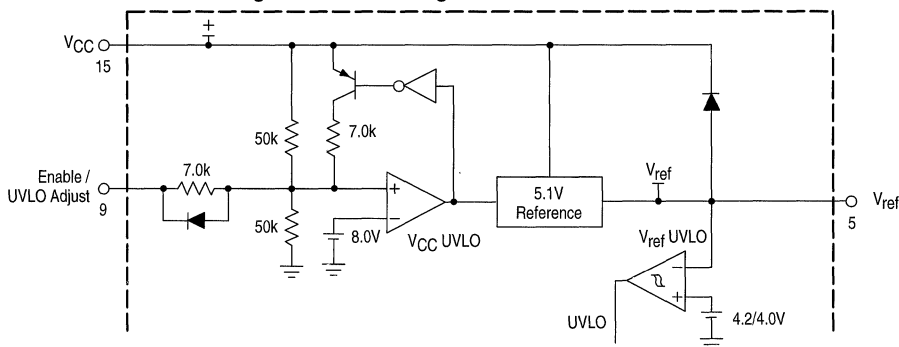 +
VCC
15
50k
7.0k
Enable /
UVLO Adjust
9
7.0k
50k
+
–
8.0V
VCC UVLO
5.1V
Reference
Vref
Vref
5
Vref UVLO
–
+
4.2/4.0V
UVLO